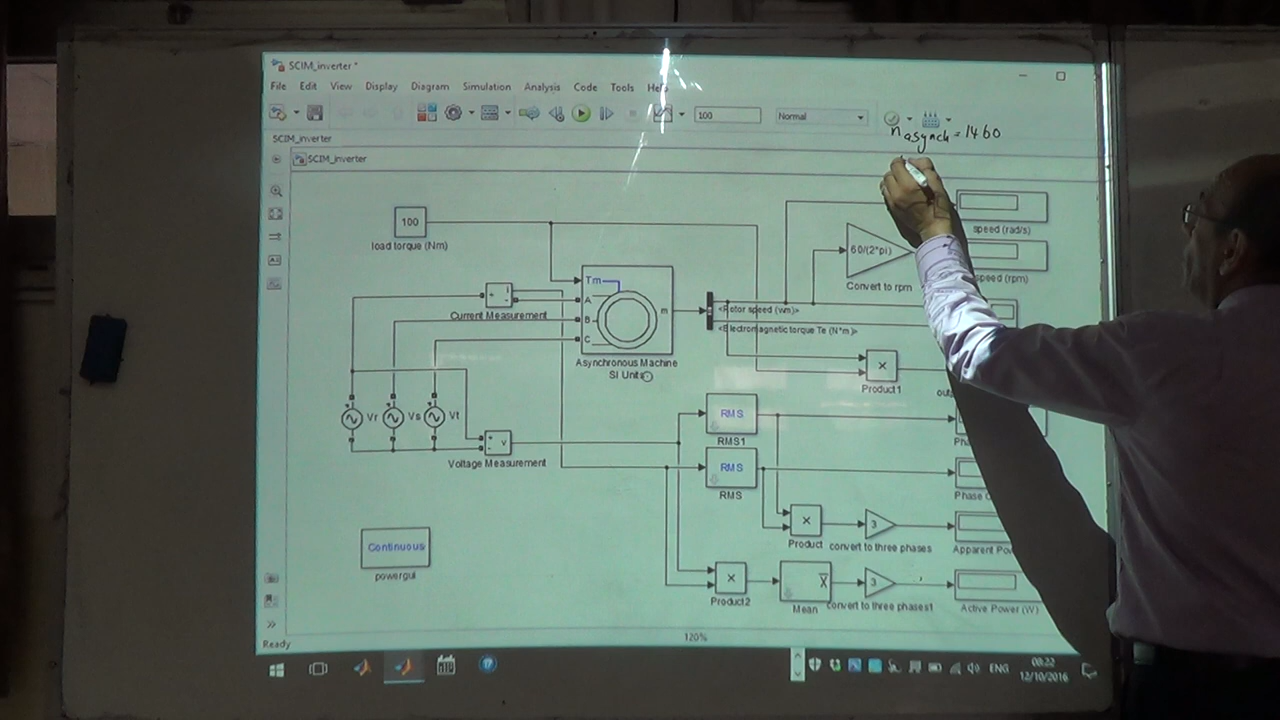 SCIM_inverter *
File Edit View Display Diagram Simulation Analysis Code Tools Help
100 Normal
SCIM_inverter
n asynch = 1460
SCIM_inverter
100
load torque (Nm)
speed (rad/s)
60/(2*pi)
Convert to rpm
speed (rpm)
Tm
A
B
C
m
Current Measurement
<Rotor speed (wm)>
<Electromagnetic torque Te (N*m)>
Asynchronous Machine
SI Units
Product1
Vr Vs Vt
v
Voltage Measurement
RMS
RMS1
RMS
RMS
Phase
3
Product convert to three phases Apparent
Continuous
powergui
3
Product2 Mean convert to three phases1 Active Power (W)
120%
Ready
ENG 08:22
12/10/2016